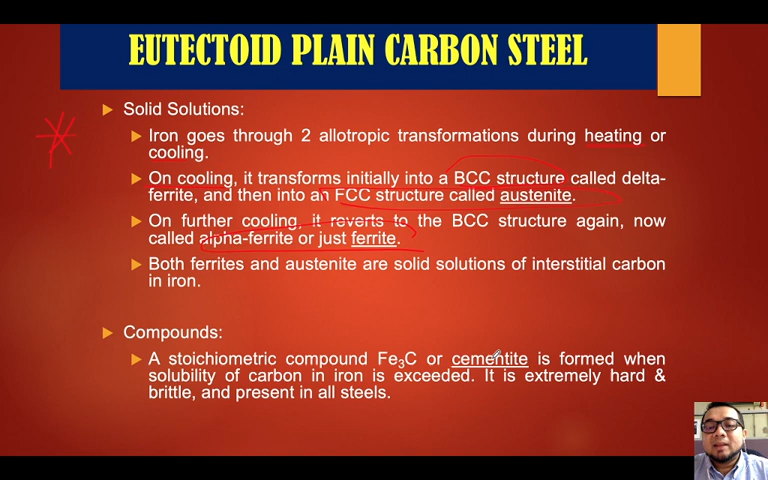 EUTECTOID PLAIN CARBON STEEL
Solid Solutions:
Iron goes through 2 allotropic transformations during heating or
cooling.
On cooling, it transforms initially into a BCC structure called delta-
ferrite, and then into an FCC structure called austenite.
On further cooling, it reverts to the BCC structure again, now
called alpha-ferrite or just ferrite.
Both ferrites and austenite are solid solutions of interstitial carbon
in iron.
Compounds:
A stoichiometric compound Fe₃C or cementite is formed when
solubility of carbon in iron is exceeded. It is extremely hard &
brittle, and present in all steels.